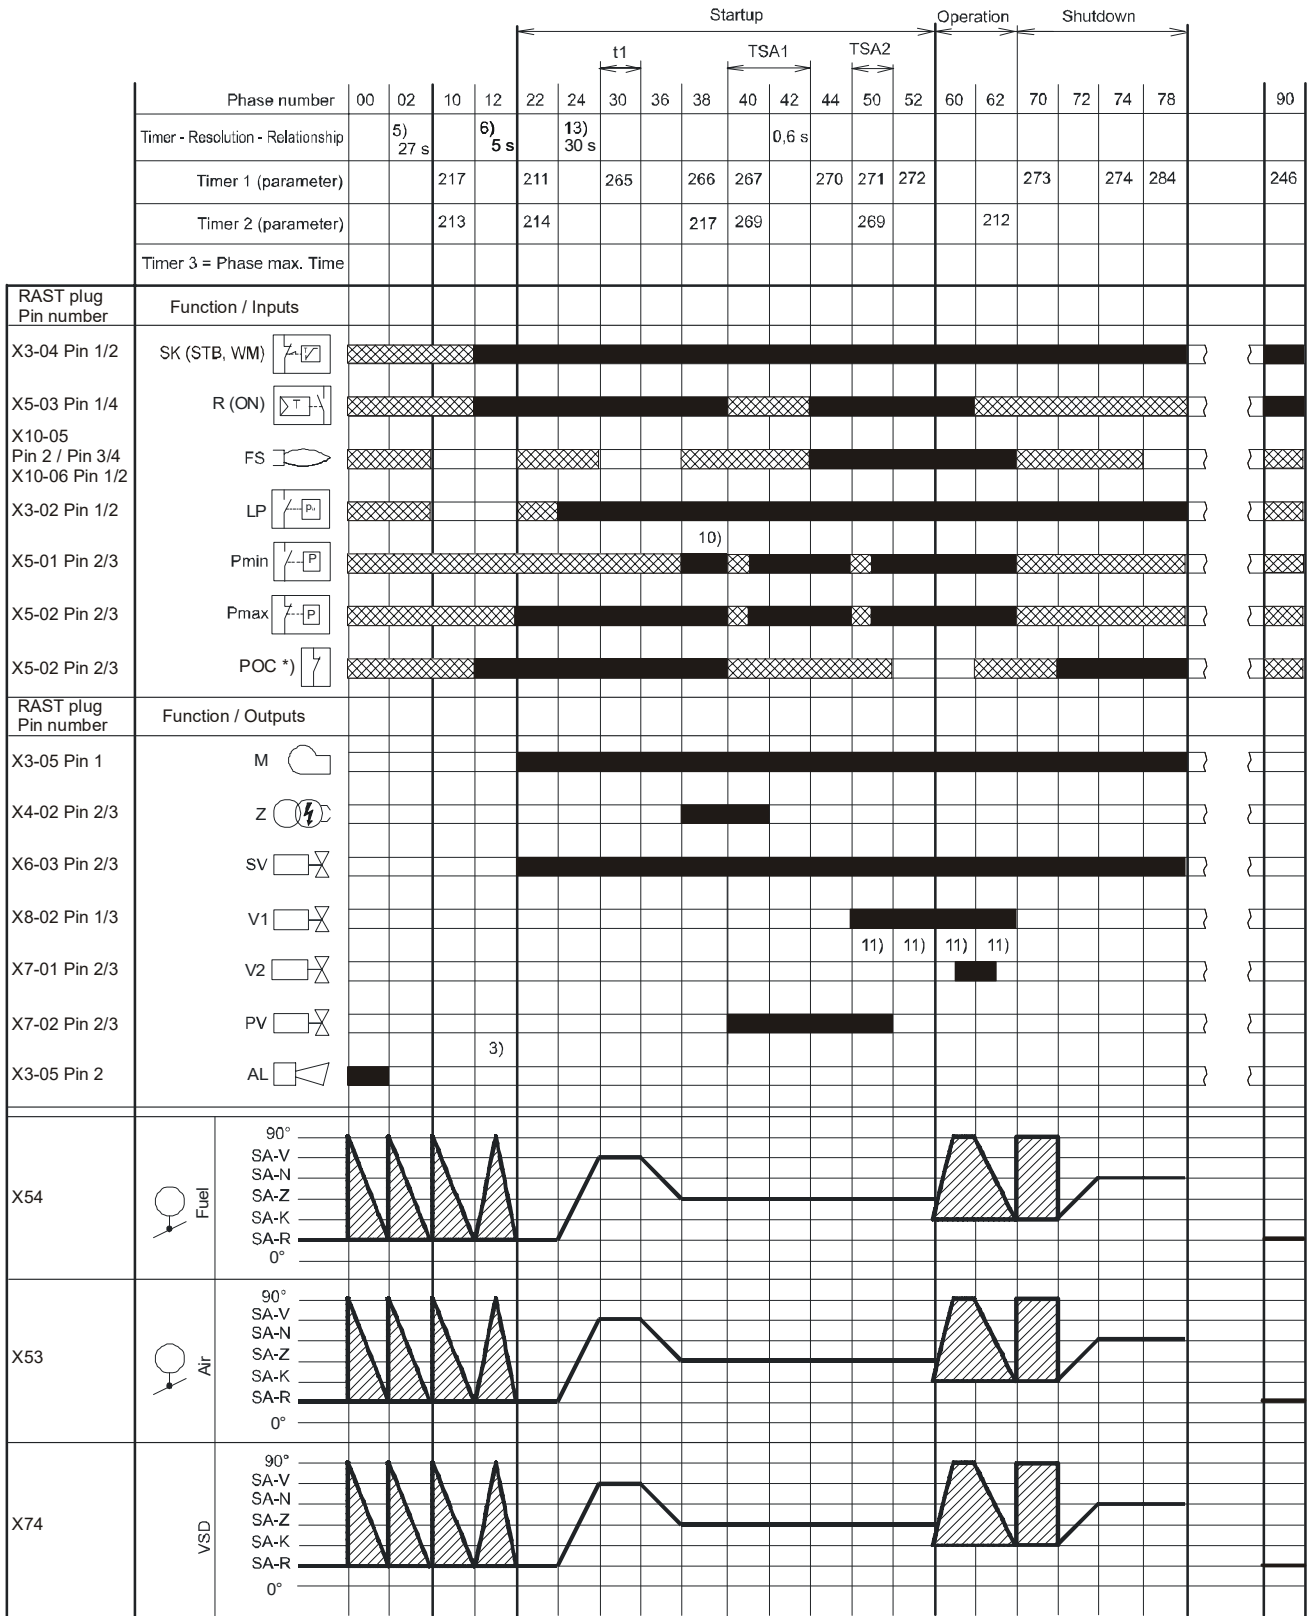 Startup Operation Shutdown
t1 TSA1 TSA2
Phase number 00 02 10 12 22 24 30 36 38 40 42 44 50 52 60 62 70 72 74 78 90
Timer - Resolution - Relationship 5) 27 s 6) 5 s 13) 30 s 0,6 s
Timer 1 (parameter) 217 211 265 266 267 270 271 272 273 274 284 246
Timer 2 (parameter) 213 214 217 269 269 212
Timer 3 = Phase max. Time
RAST plug
Pin number
Function / Inputs
X3-04 Pin 1/2 SK (STB, WM) V
X5-03 Pin 1/4 R (ON) T
X10-05
Pin 2 / Pin 3/4
X10-06 Pin 1/2
FS
X3-02 Pin 1/2 LP
10)
X5-01 Pin 2/3 Pmin P
X5-02 Pin 2/3 Pmax P
X5-02 Pin 2/3 POC *)
RAST plug
Pin number
Function / Outputs
X3-05 Pin 1 M
X4-02 Pin 2/3 Z
X6-03 Pin 2/3 SV
X8-02 Pin 1/3 V1
11) 11) 11) 11)
X7-01 Pin 2/3 V2
X7-02 Pin 2/3 PV
3)
X3-05 Pin 2 AL
X54
Fuel
90°
SA-V
SA-N
SA-Z
SA-K
SA-R
0°
X53
Air
90°
SA-V
SA-N
SA-Z
SA-K
SA-R
0°
X74
VSD
90°
SA-V
SA-N
SA-Z
SA-K
SA-R
0°